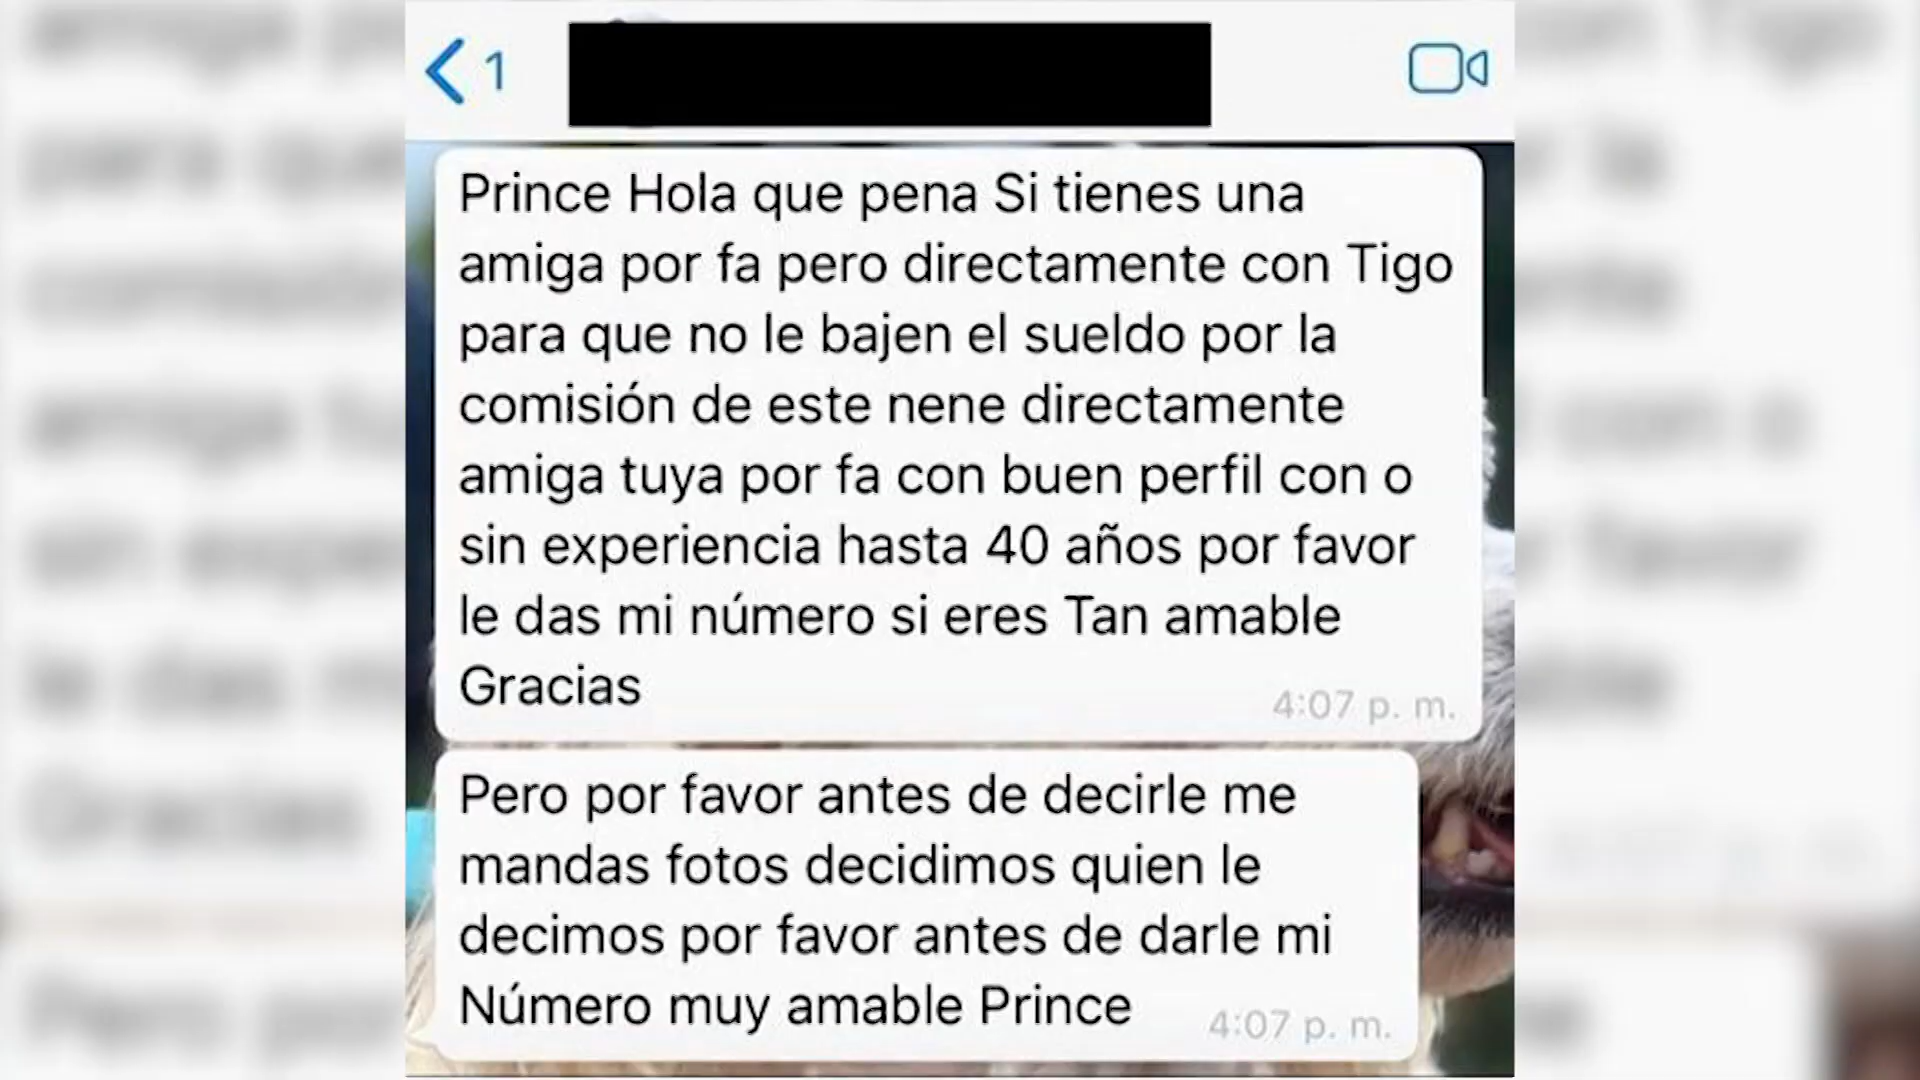 1
Prince Hola que pena Si tienes una
amiga por fa pero directamente con Tigo
para que no le bajen el sueldo por la
comisión de este nene directamente
amiga tuya por fa con buen perfil con o
sin experiencia hasta 40 años por favor
le das mi número si eres Tan amable
Gracias
4:07 p. m.
Pero por favor antes de decirle me
mandas fotos decidimos quien le
decimos por favor antes de darle mi
Número muy amable Prince
4:07 p. m.